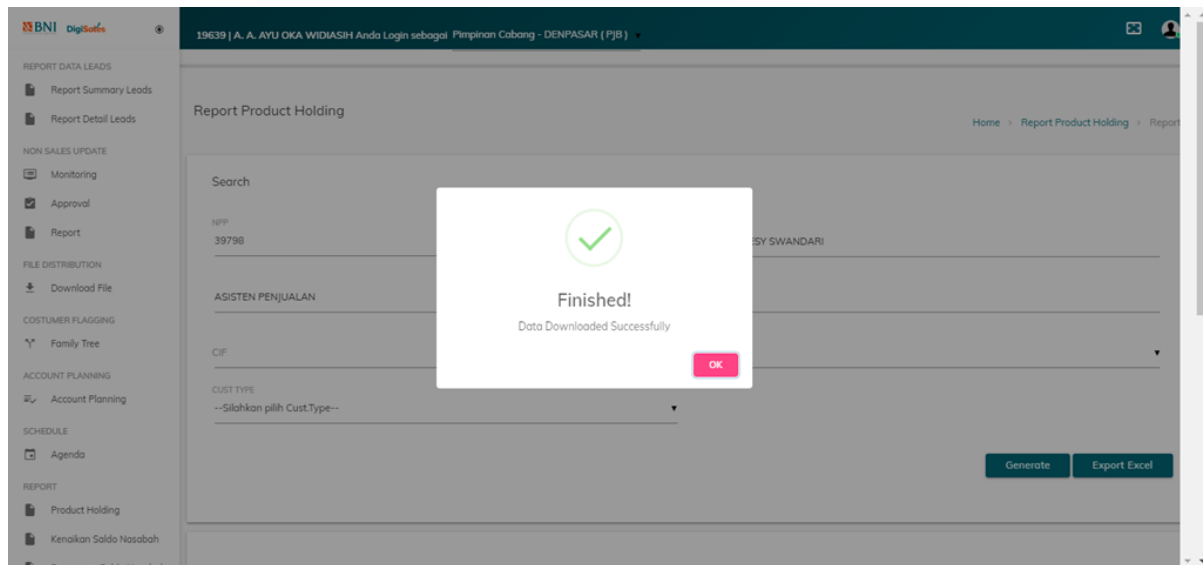 BNI DigiSales
19639 | A. A. AYU OKA WIDIASIH Anda Login sebagai Pimpinan Cabang - DENPASAR ( PJB )
REPORT DATA LEADS
Report Summary Leads
Report Detail Leads
NON SALES UPDATE
Monitoring
Approval
Report
FILE DISTRIBUTION
Download File
COSTUMER FLAGGING
Family Tree
ACCOUNT PLANNING
Account Planning
SCHEDULE
Agenda
REPORT
Product Holding
Kenaikan Saldo Nasabah
Report Product Holding
Home > Report Product Holding > Report
Search
NPP
39798
SY SWANDARI
ASISTEN PENJUALAN
CIF
CUST TYPE
--Silahkan pilih Cust.Type--
Generate
Export Excel
Finished!
Data Downloaded Successfully
OK